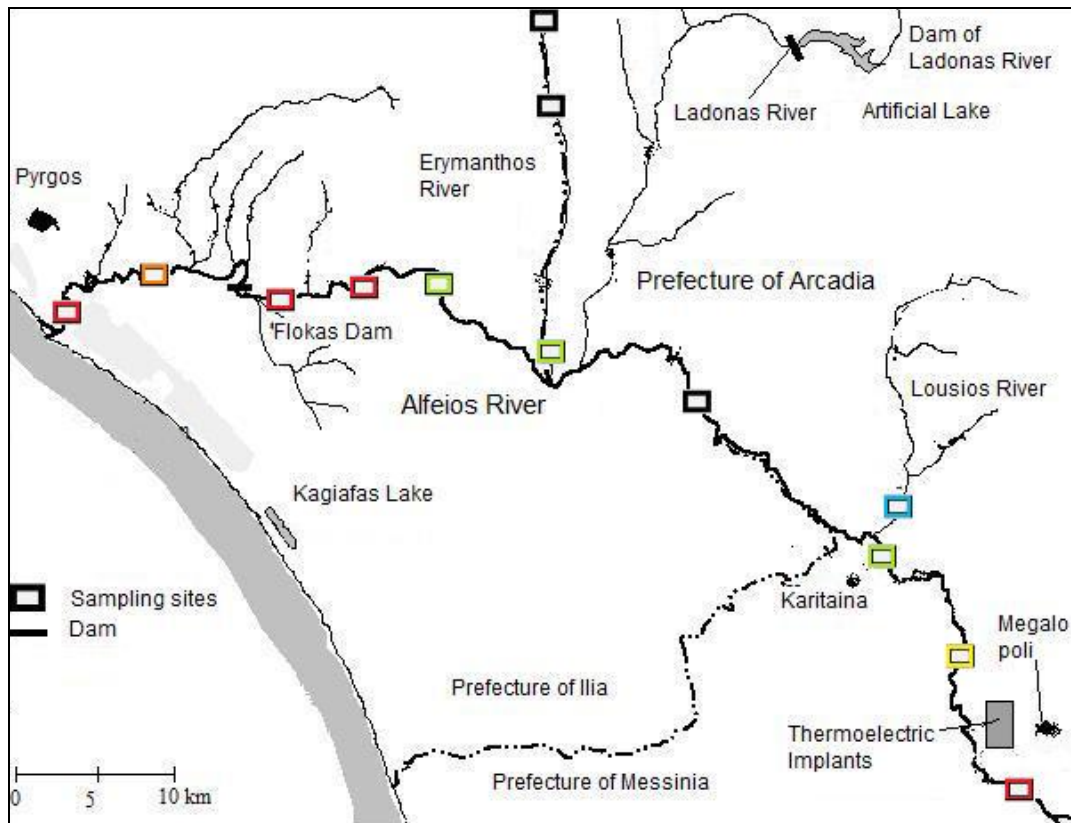 Dam of
Ladonas River
Ladonas River
Artificial Lake
Erymanthos
River
Pyrgos
Prefecture of Arcadia
Flokas Dam
Lousios River
Alfeios River
Kagiafas Lake
Sampling sites
Dam
Karitaina
Megalo
poli
Prefecture of Ilia
Thermoelectric
Implants
Prefecture of Messinia
0 5 10 km